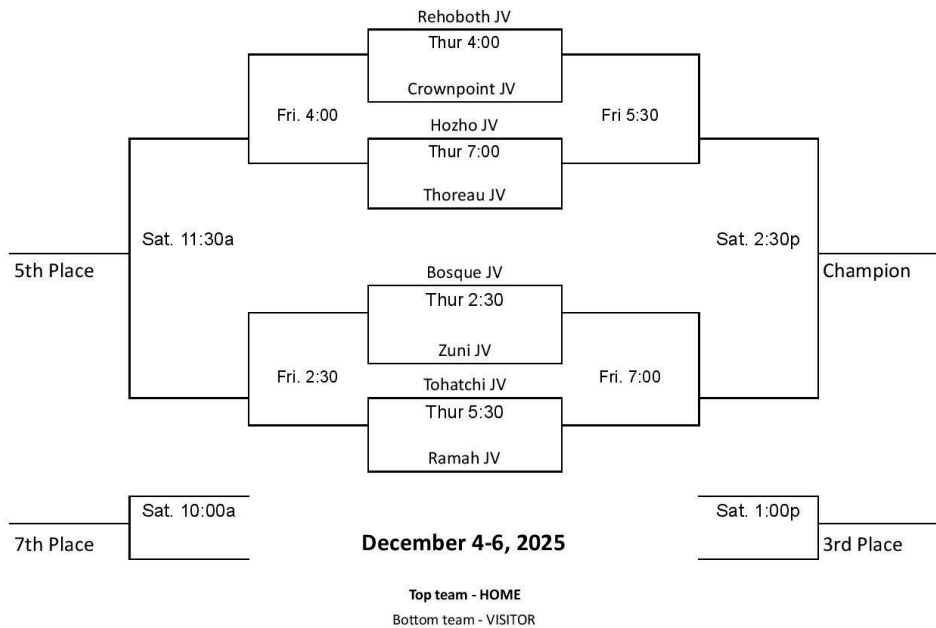 Rehoboth JV
Thur 4:00
Crownpoint JV
Fri. 4:00
Fri 5:30
Hozho JV
Thur 7:00
Thoreau JV
Sat. 11:30a
Sat. 2:30p
5th Place
Champion
Bosque JV
Thur 2:30
Zuni JV
Fri. 2:30
Fri. 7:00
Tohatchi JV
Thur 5:30
Ramah JV
Sat. 10:00a
Sat. 1:00p
7th Place
December 4-6, 2025
3rd Place
Top team - HOME
Bottom team - VISITOR